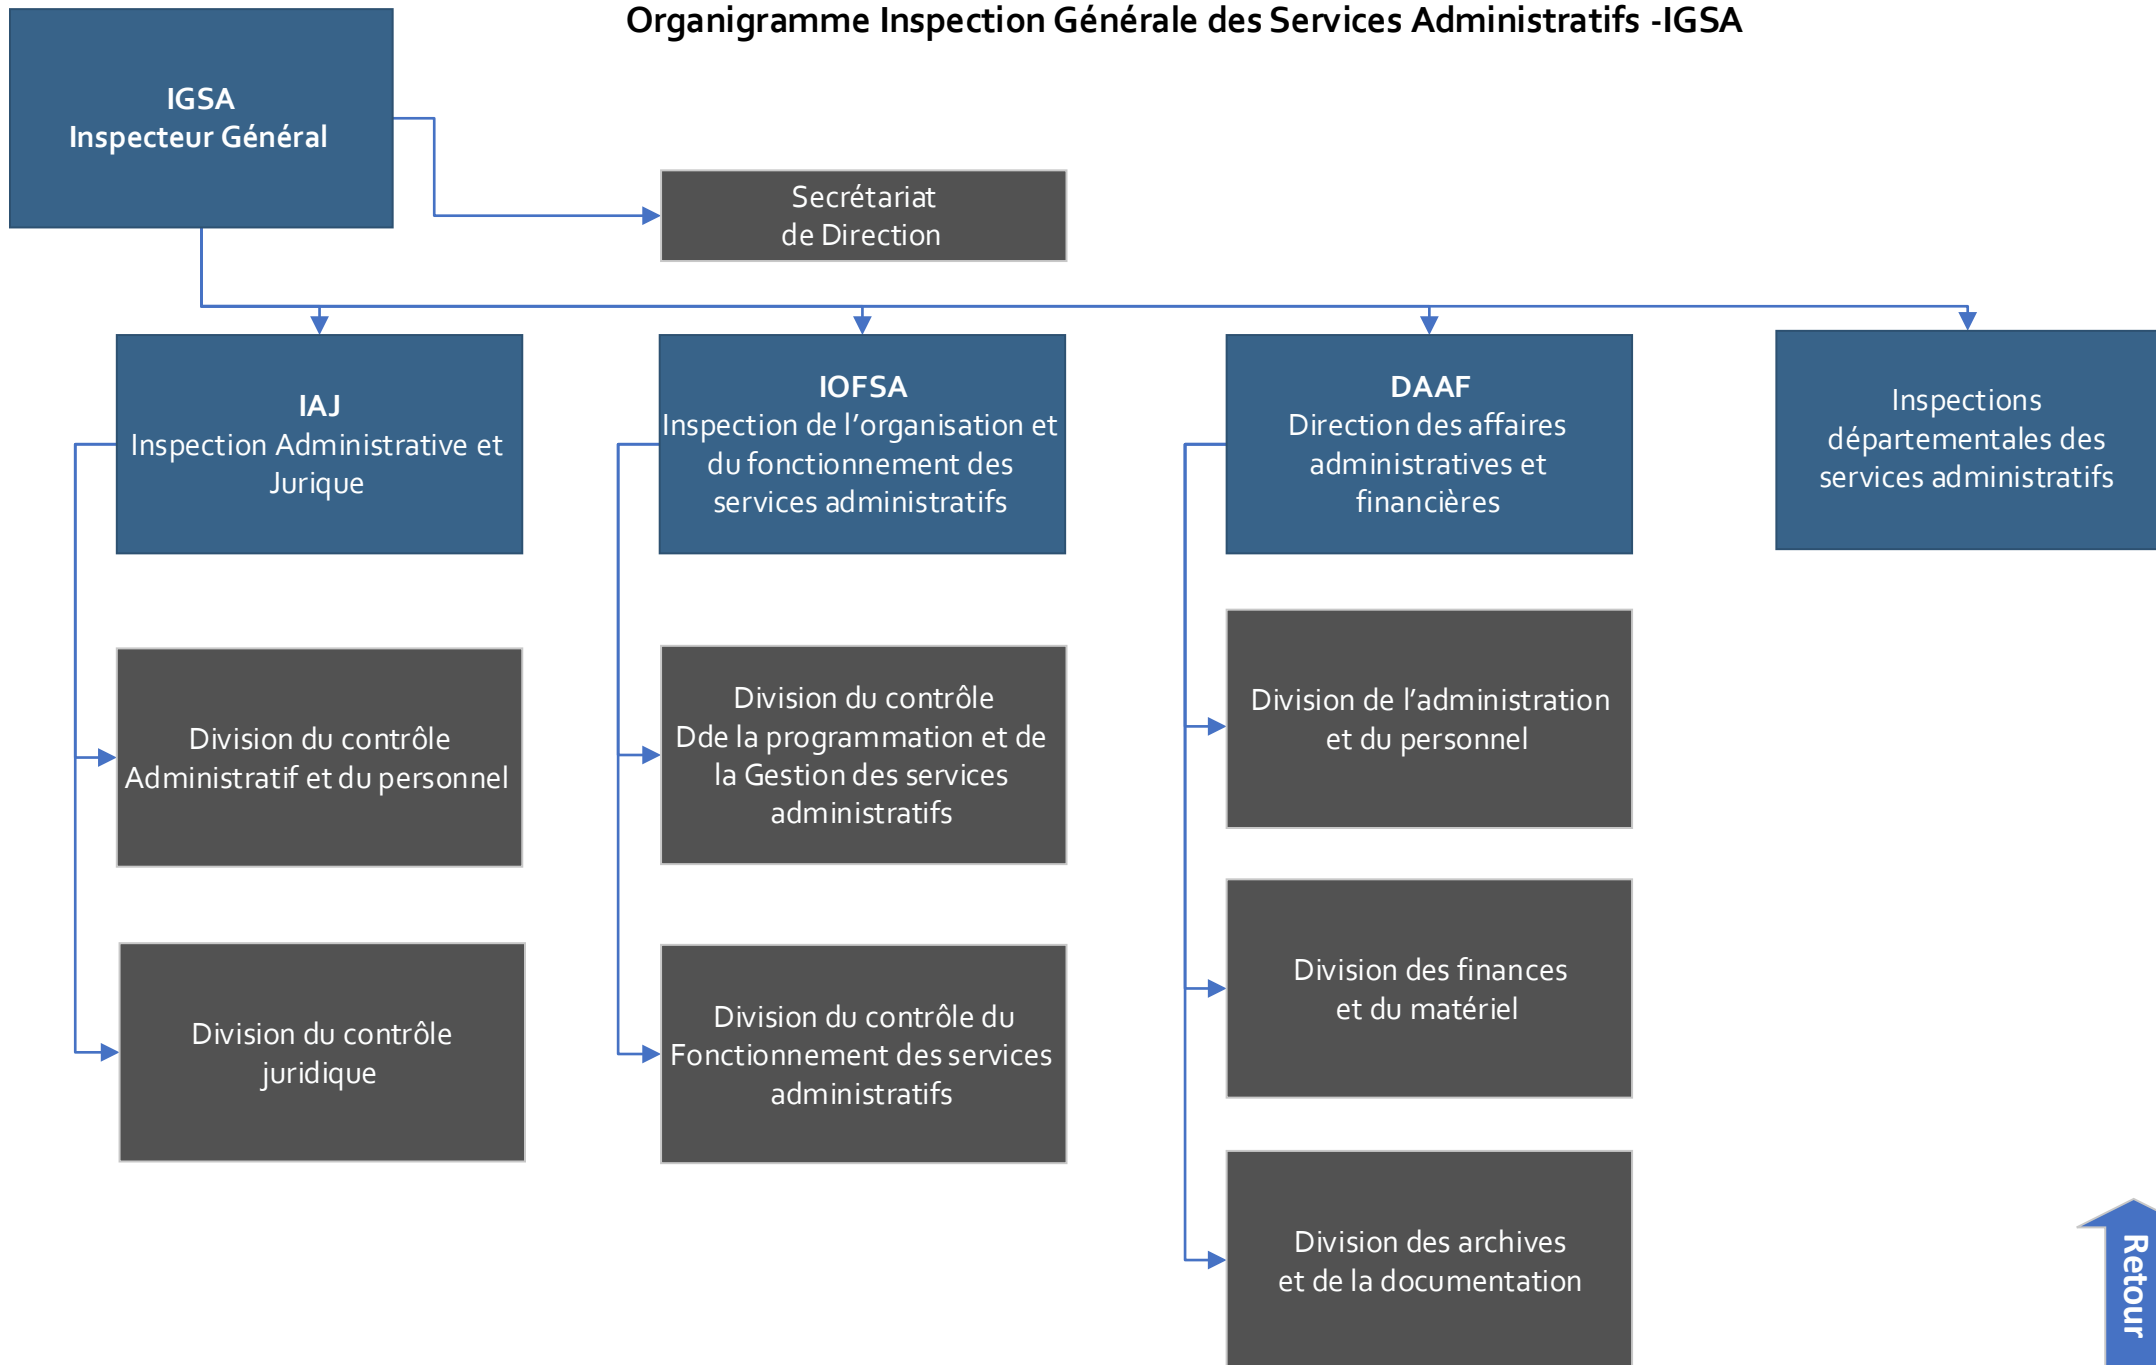 Organigramme Inspection Générale des Services Administratifs -IGSA
IGSA
Inspecteur Général
Secrétariat
de Direction
IAJ
Inspection Administrative et
Jurique
IOFSA
Inspection de l’organisation et
du fonctionnement des
services administratifs
DAAF
Direction des affaires
administratives et
financières
Inspections
départementales des
services administratifs
Division du contrôle
Administratif et du personnel
Division du contrôle
juridique
Division du contrôle
Dde la programmation et de
la Gestion des services
administratifs
Division du contrôle du
Fonctionnement des services
administratifs
Division de l’administration
et du personnel
Division des finances
et du matériel
Division des archives
et de la documentation
Retour